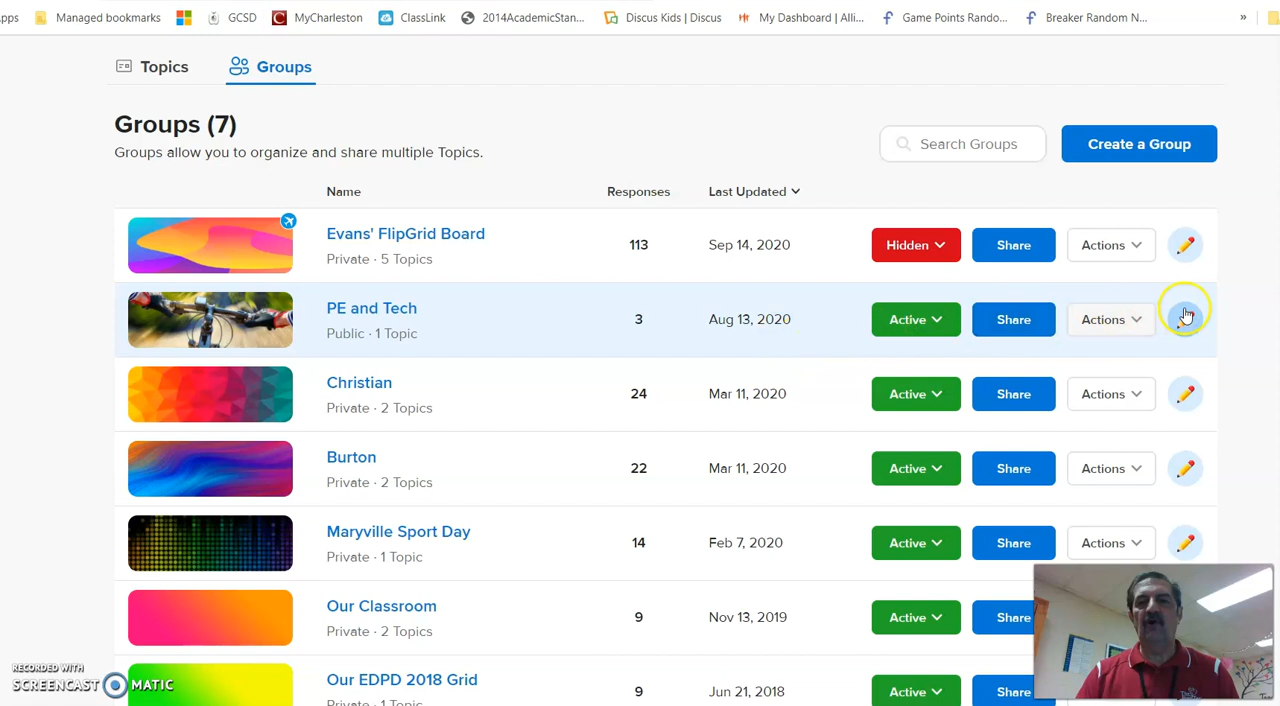 pps Managed bookmarks GCSD MyCharleston ClassLink 2014AcademicStan... Discus Kids | Discus My Dashboard | Alli... Game Points Rando... Breaker Random N... »
Topics Groups
Groups (7)
Groups allow you to organize and share multiple Topics.
Search Groups
Create a Group
Name Responses Last Updated
Evans' FlipGrid Board
Private · 5 Topics
113 Sep 14, 2020 Hidden Share Actions
PE and Tech
Public · 1 Topic
3 Aug 13, 2020 Active Share Actions
Christian
Private · 2 Topics
24 Mar 11, 2020 Active Share Actions
Burton
Private · 2 Topics
22 Mar 11, 2020 Active Share Actions
Maryville Sport Day
Private · 1 Topic
14 Feb 7, 2020 Active Share Actions
Our Classroom
Private · 2 Topics
9 Nov 13, 2019 Active Share
Our EDPD 2018 Grid
Private · 1 Topic
9 Jun 21, 2018 Active Share
RECORDED WITH
SCREENCAST MATIC